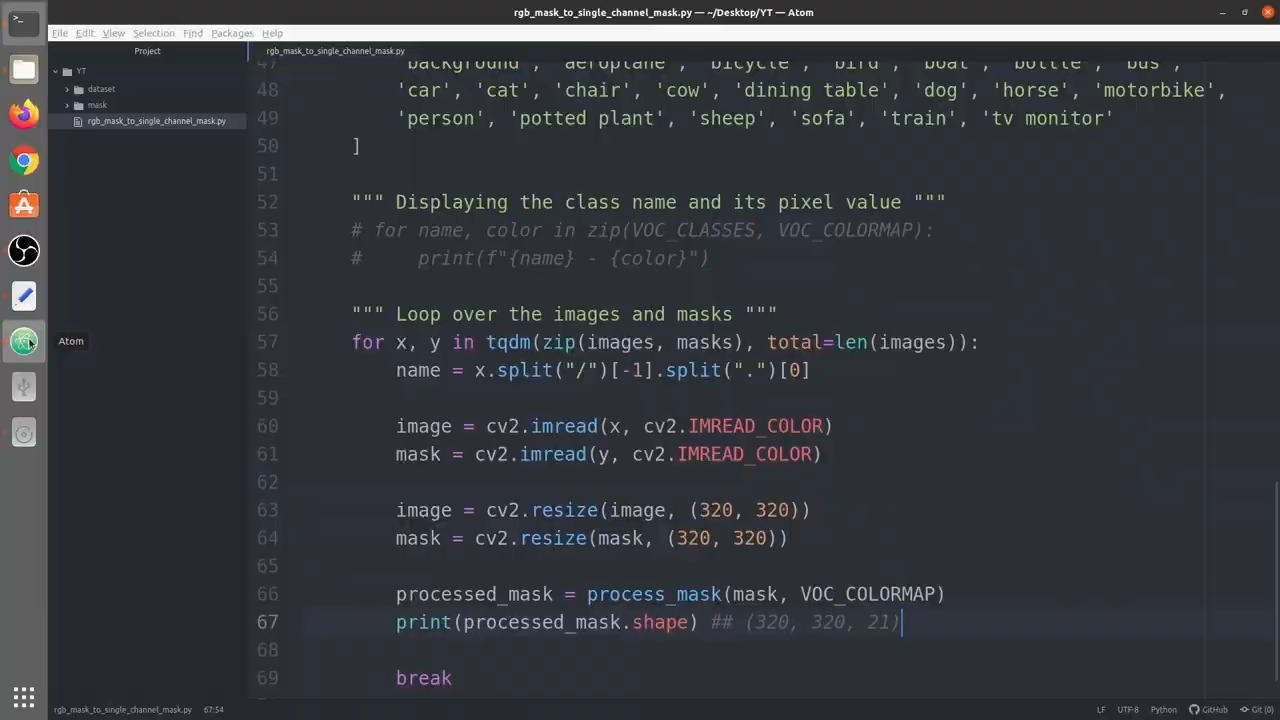 rgb_mask_to_single_channel_mask.py — ~/Desktop/YT — Atom
File Edit View Selection Find Packages Help
Project
rgb_mask_to_single_channel_mask.py
YT
dataset
mask
rgb_mask_to_single_channel_mask.py
Atom
47 'background', 'aeroplane', 'bicycle', 'bird', 'boat', 'bottle', 'bus',
48 'car', 'cat', 'chair', 'cow', 'dining table', 'dog', 'horse', 'motorbike',
49 'person', 'potted plant', 'sheep', 'sofa', 'train', 'tv monitor'
50 ]
51
52 """ Displaying the class name and its pixel value """
53 # for name, color in zip(VOC_CLASSES, VOC_COLORMAP):
54 #     print(f"{name} - {color}")
55
56 """ Loop over the images and masks """
57 for x, y in tqdm(zip(images, masks), total=len(images)):
58 name = x.split("/")[-1].split(".")[0]
59
60 image = cv2.imread(x, cv2.IMREAD_COLOR)
61 mask = cv2.imread(y, cv2.IMREAD_COLOR)
62
63 image = cv2.resize(image, (320, 320))
64 mask = cv2.resize(mask, (320, 320))
65
66 processed_mask = process_mask(mask, VOC_COLORMAP)
67 print(processed_mask.shape) ## (320, 320, 21)
68
69 break
rgb_mask_to_single_channel_mask.py 67:54 LF UTF-8 Python GitHub Git (0)